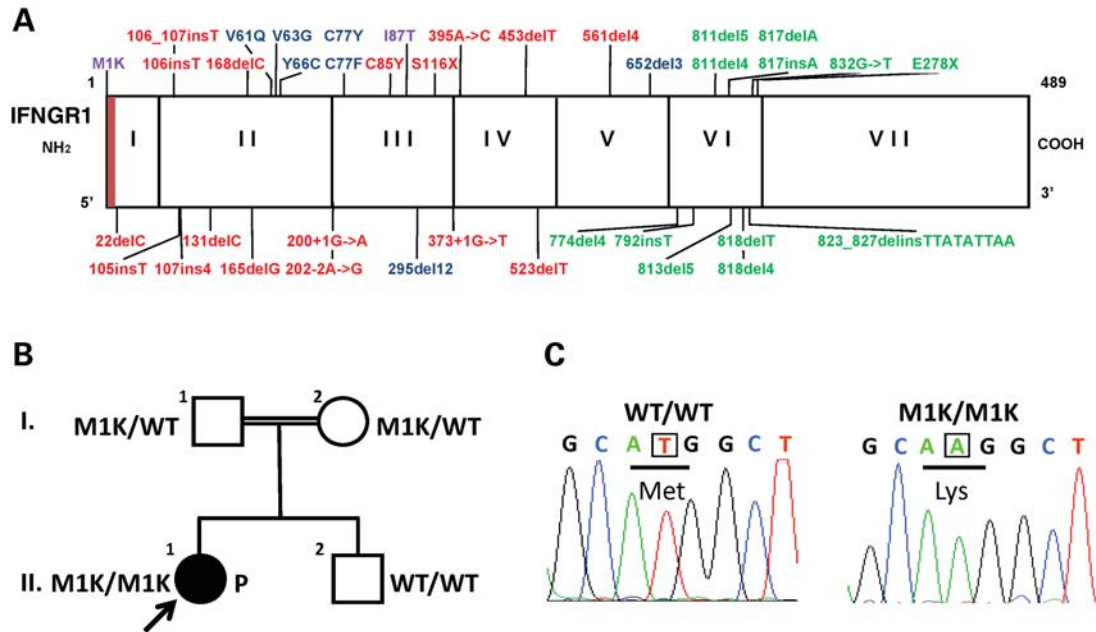 A
106_107insT V61Q V63G C77Y I87T 395A->C 453delT 561del4 811del5 817delA
M1K 106insT 168delC Y66C C77F C85Y S116X 652del3 811del4 817insA 832G->T E278X
1 489
IFNGR1 I II III IV V VI VII
NH2 COOH
5' 3'
22delC 131delC 200+1G->A 373+1G->T 774del4 792insT 818delT 823_827delinsTTATATTAA
105insT 107ins4 165delG 202-2A->G 295del12 523delT 813del5 818del4
B C
I. M1K/WT 1 2 M1K/WT
WT/WT M1K/M1K
G C A T G G C T G C A A G G C T
Met Lys
II. M1K/M1K 1 P 2 WT/WT